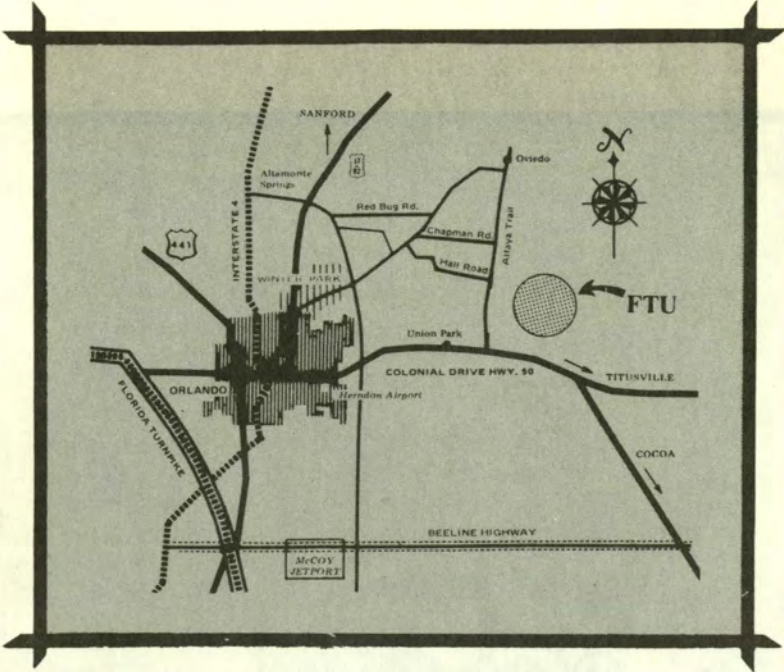 SANFORD
17
92
N
Oviedo
Altamonte
Springs
Red Bug Rd.
Chapman Rd.
Alfaya Trail
Hall Road
441
INTERSTATE 4
WINTER PARK
FTU
Union Park
COLONIAL DRIVE HWY. 50
TITUSVILLE
ORLANDO
Herndon Airport
FLORIDA TURNPIKE
COCOA
BEELINE HIGHWAY
McCOY
JETPORT